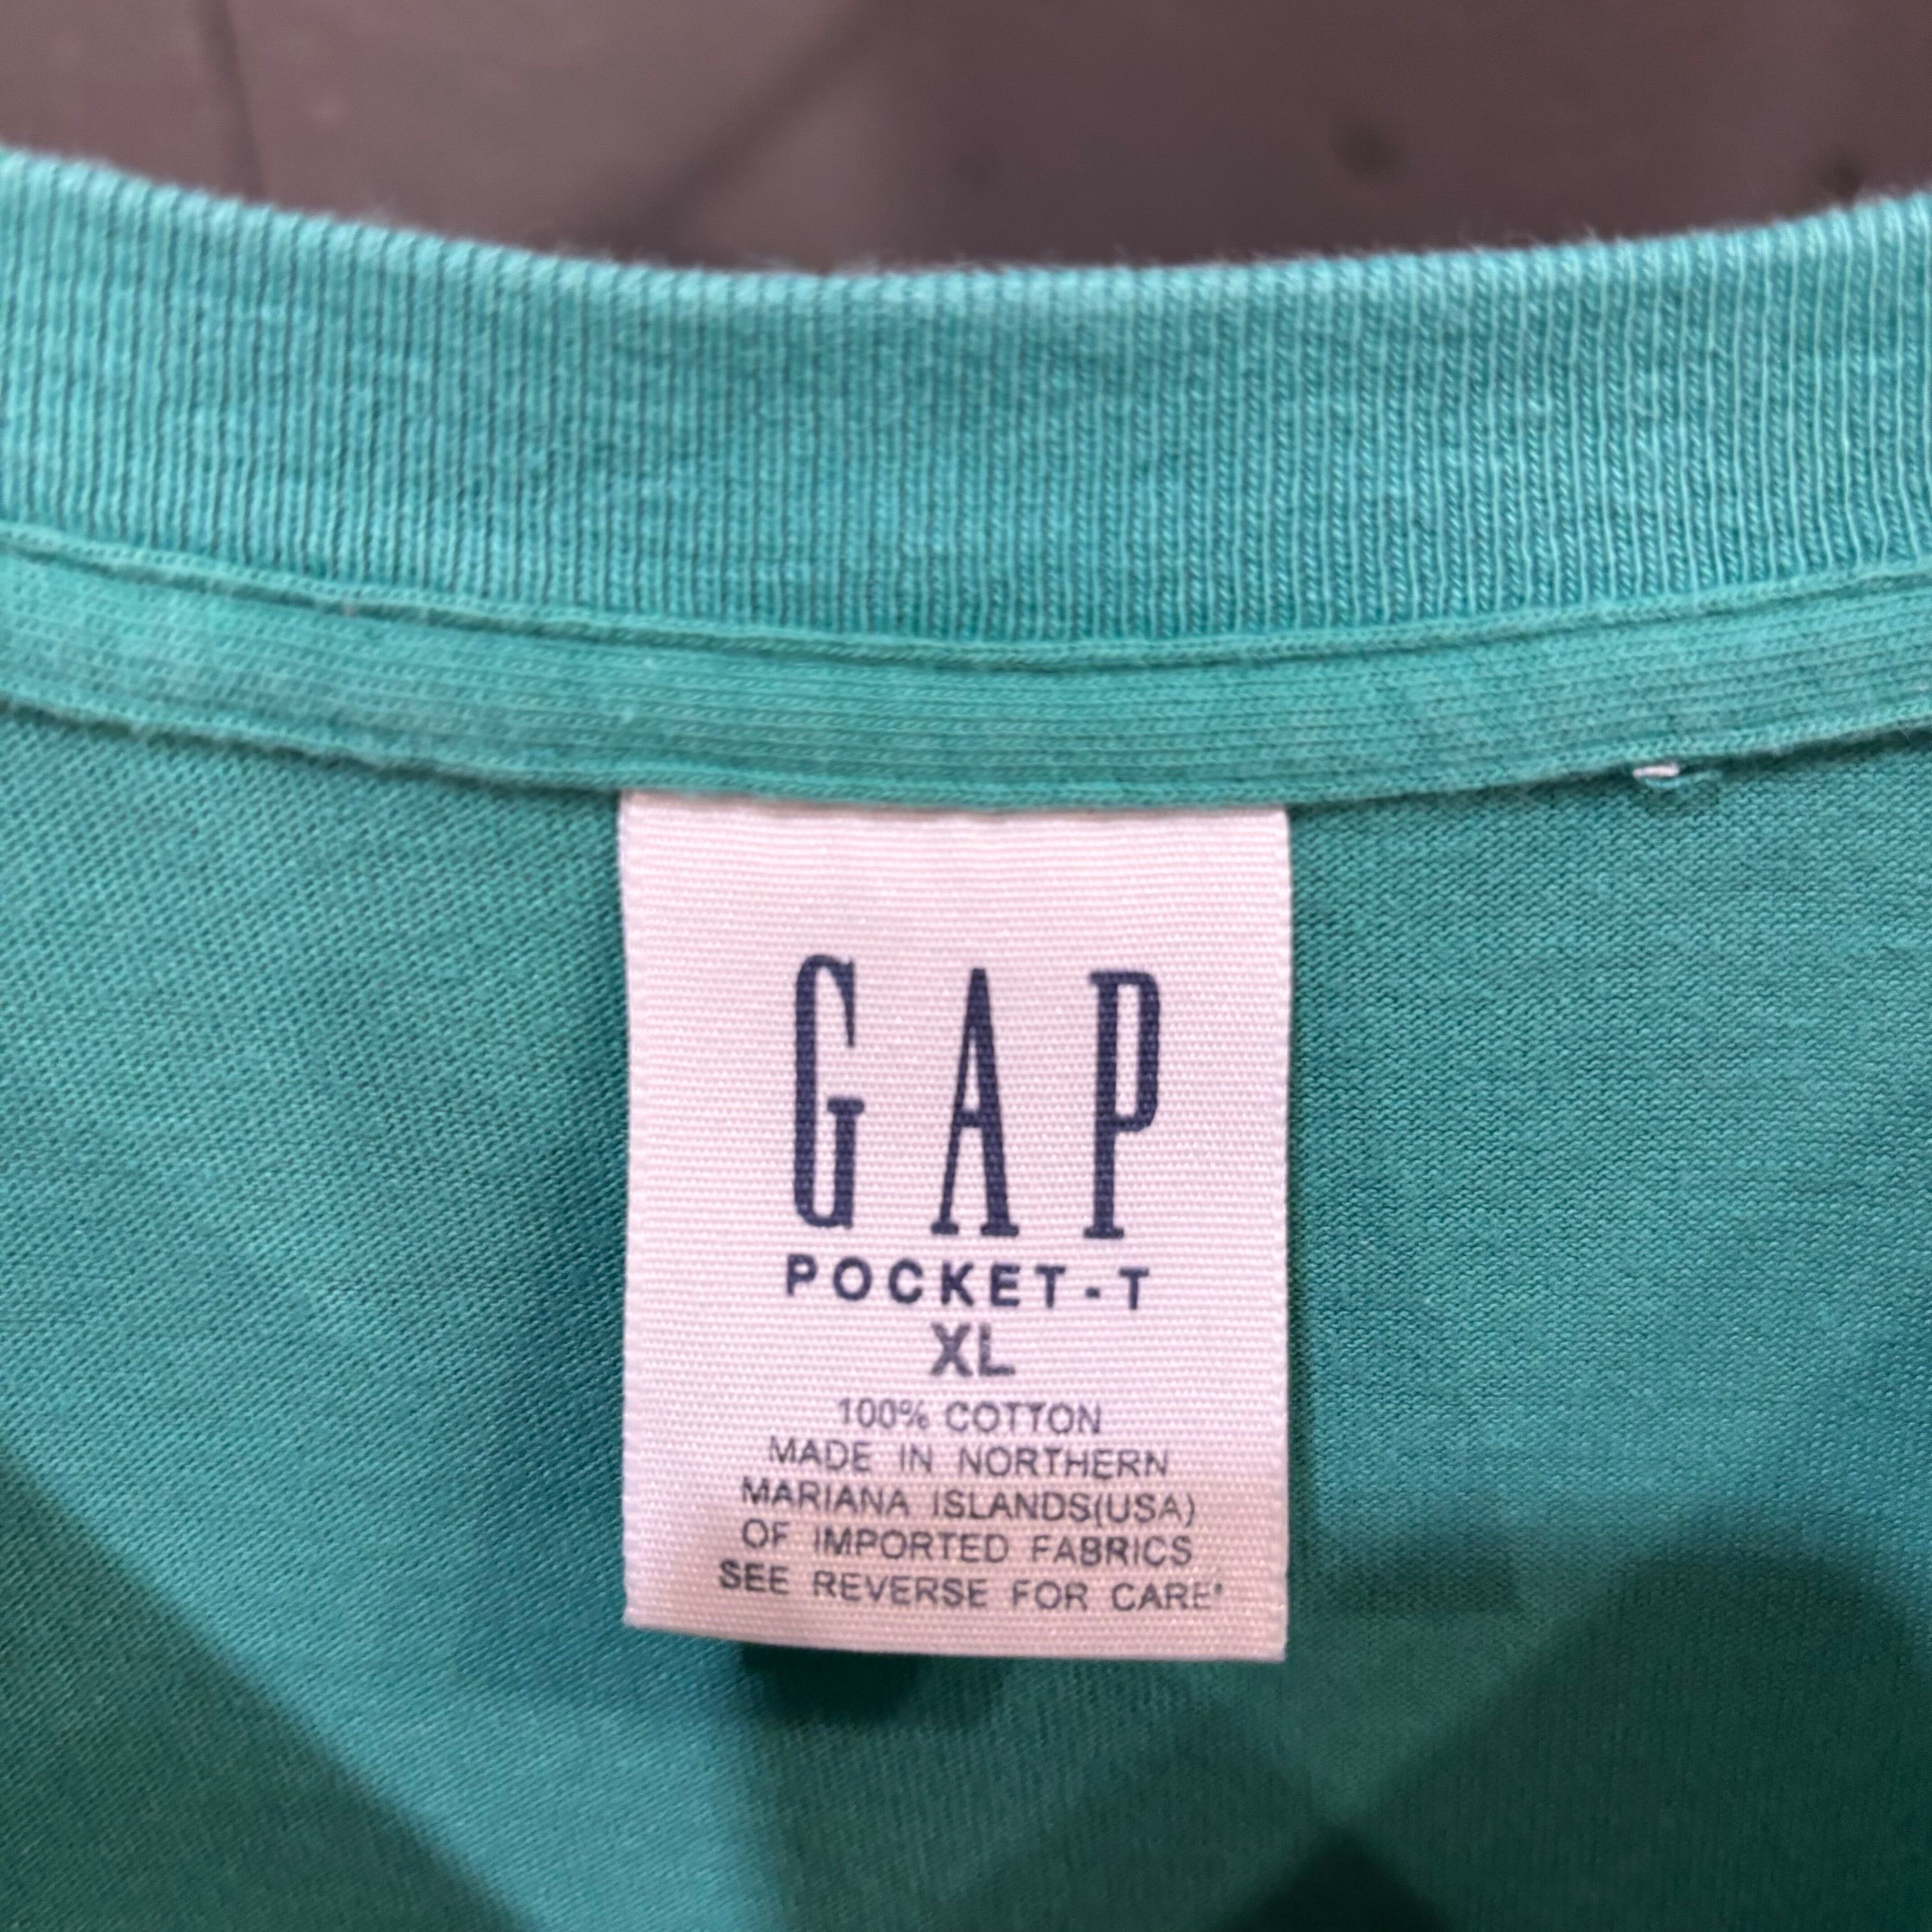 GAP
POCKET-T
XL
100% COTTON
MADE IN NORTHERN
MARIANA ISLANDS(USA)
OF IMPORTED FABRICS
SEE REVERSE FOR CARE'